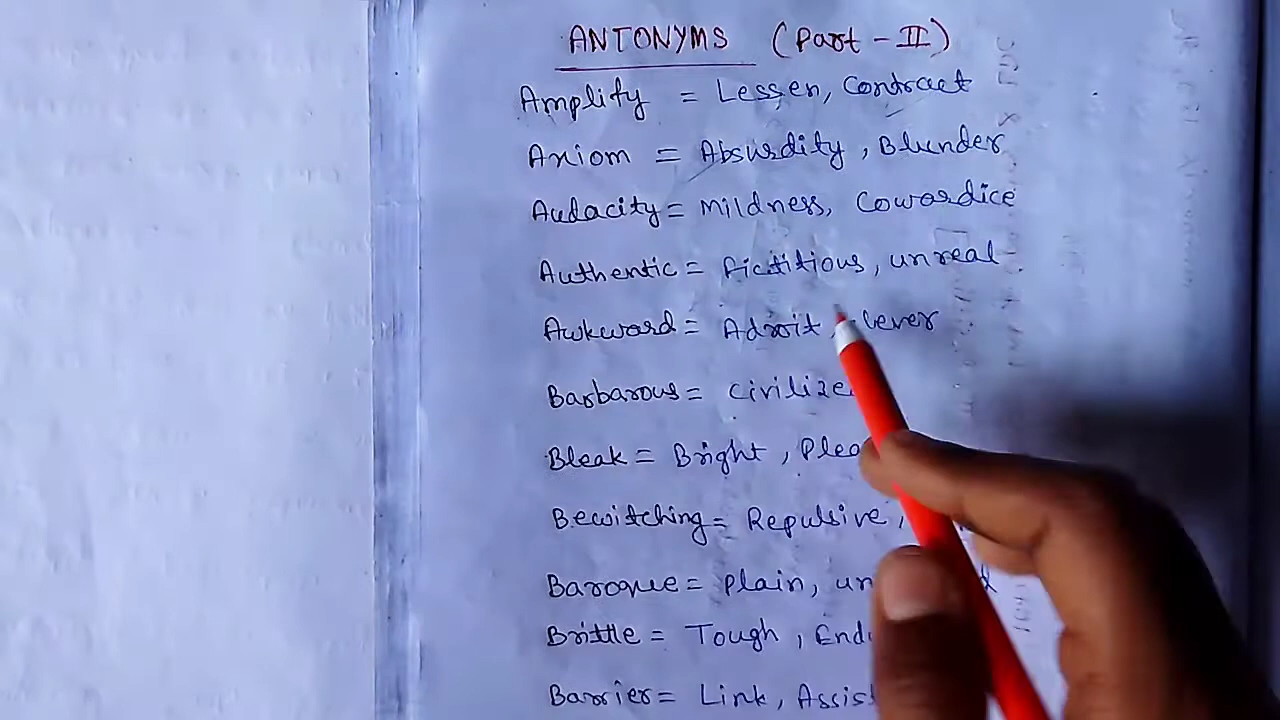 ANTONYMS (Part - II)
Amplify = Lessen, Contract
Axiom = Absurdity, Blunder
Audacity = Mildness, Cowardice
Authentic = Fictitious, unreal
Awkward = Adroit, clever
Barbarous = Civilize
Bleak = Bright, Plea
Bewitching = Repulsive,
Baroque = Plain, un
Brittle = Tough, End
Barrier = Link, Assist